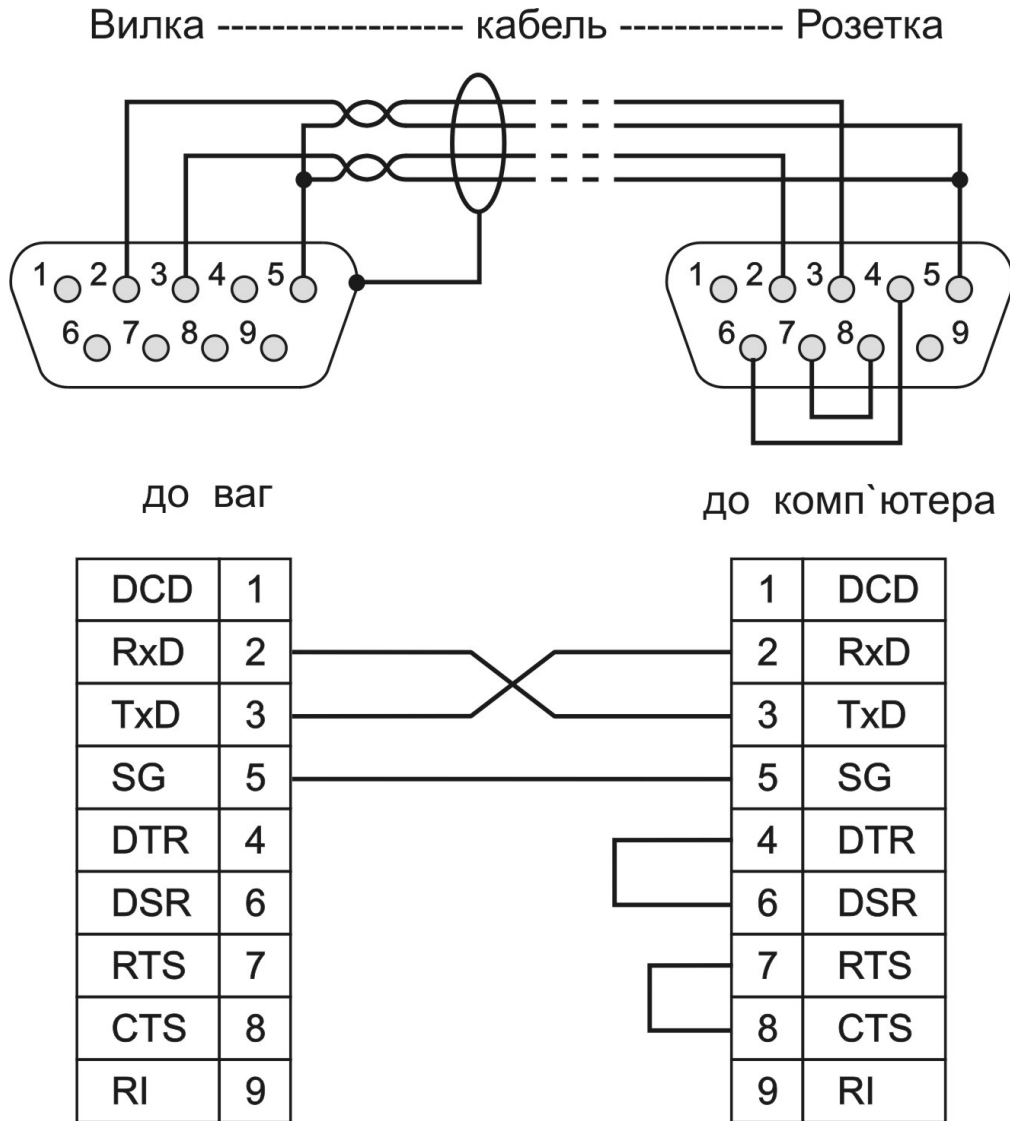 Вилка ----------------- кабель ----------- Розетка
1 2 3 4 5
6 7 8 9
1 2 3 4 5
6 7 8 9
до ваг
до комп`ютера
DCD 1
RxD 2
TxD 3
SG 5
DTR 4
DSR 6
RTS 7
CTS 8
RI 9
1 DCD
2 RxD
3 TxD
5 SG
4 DTR
6 DSR
7 RTS
8 CTS
9 RI